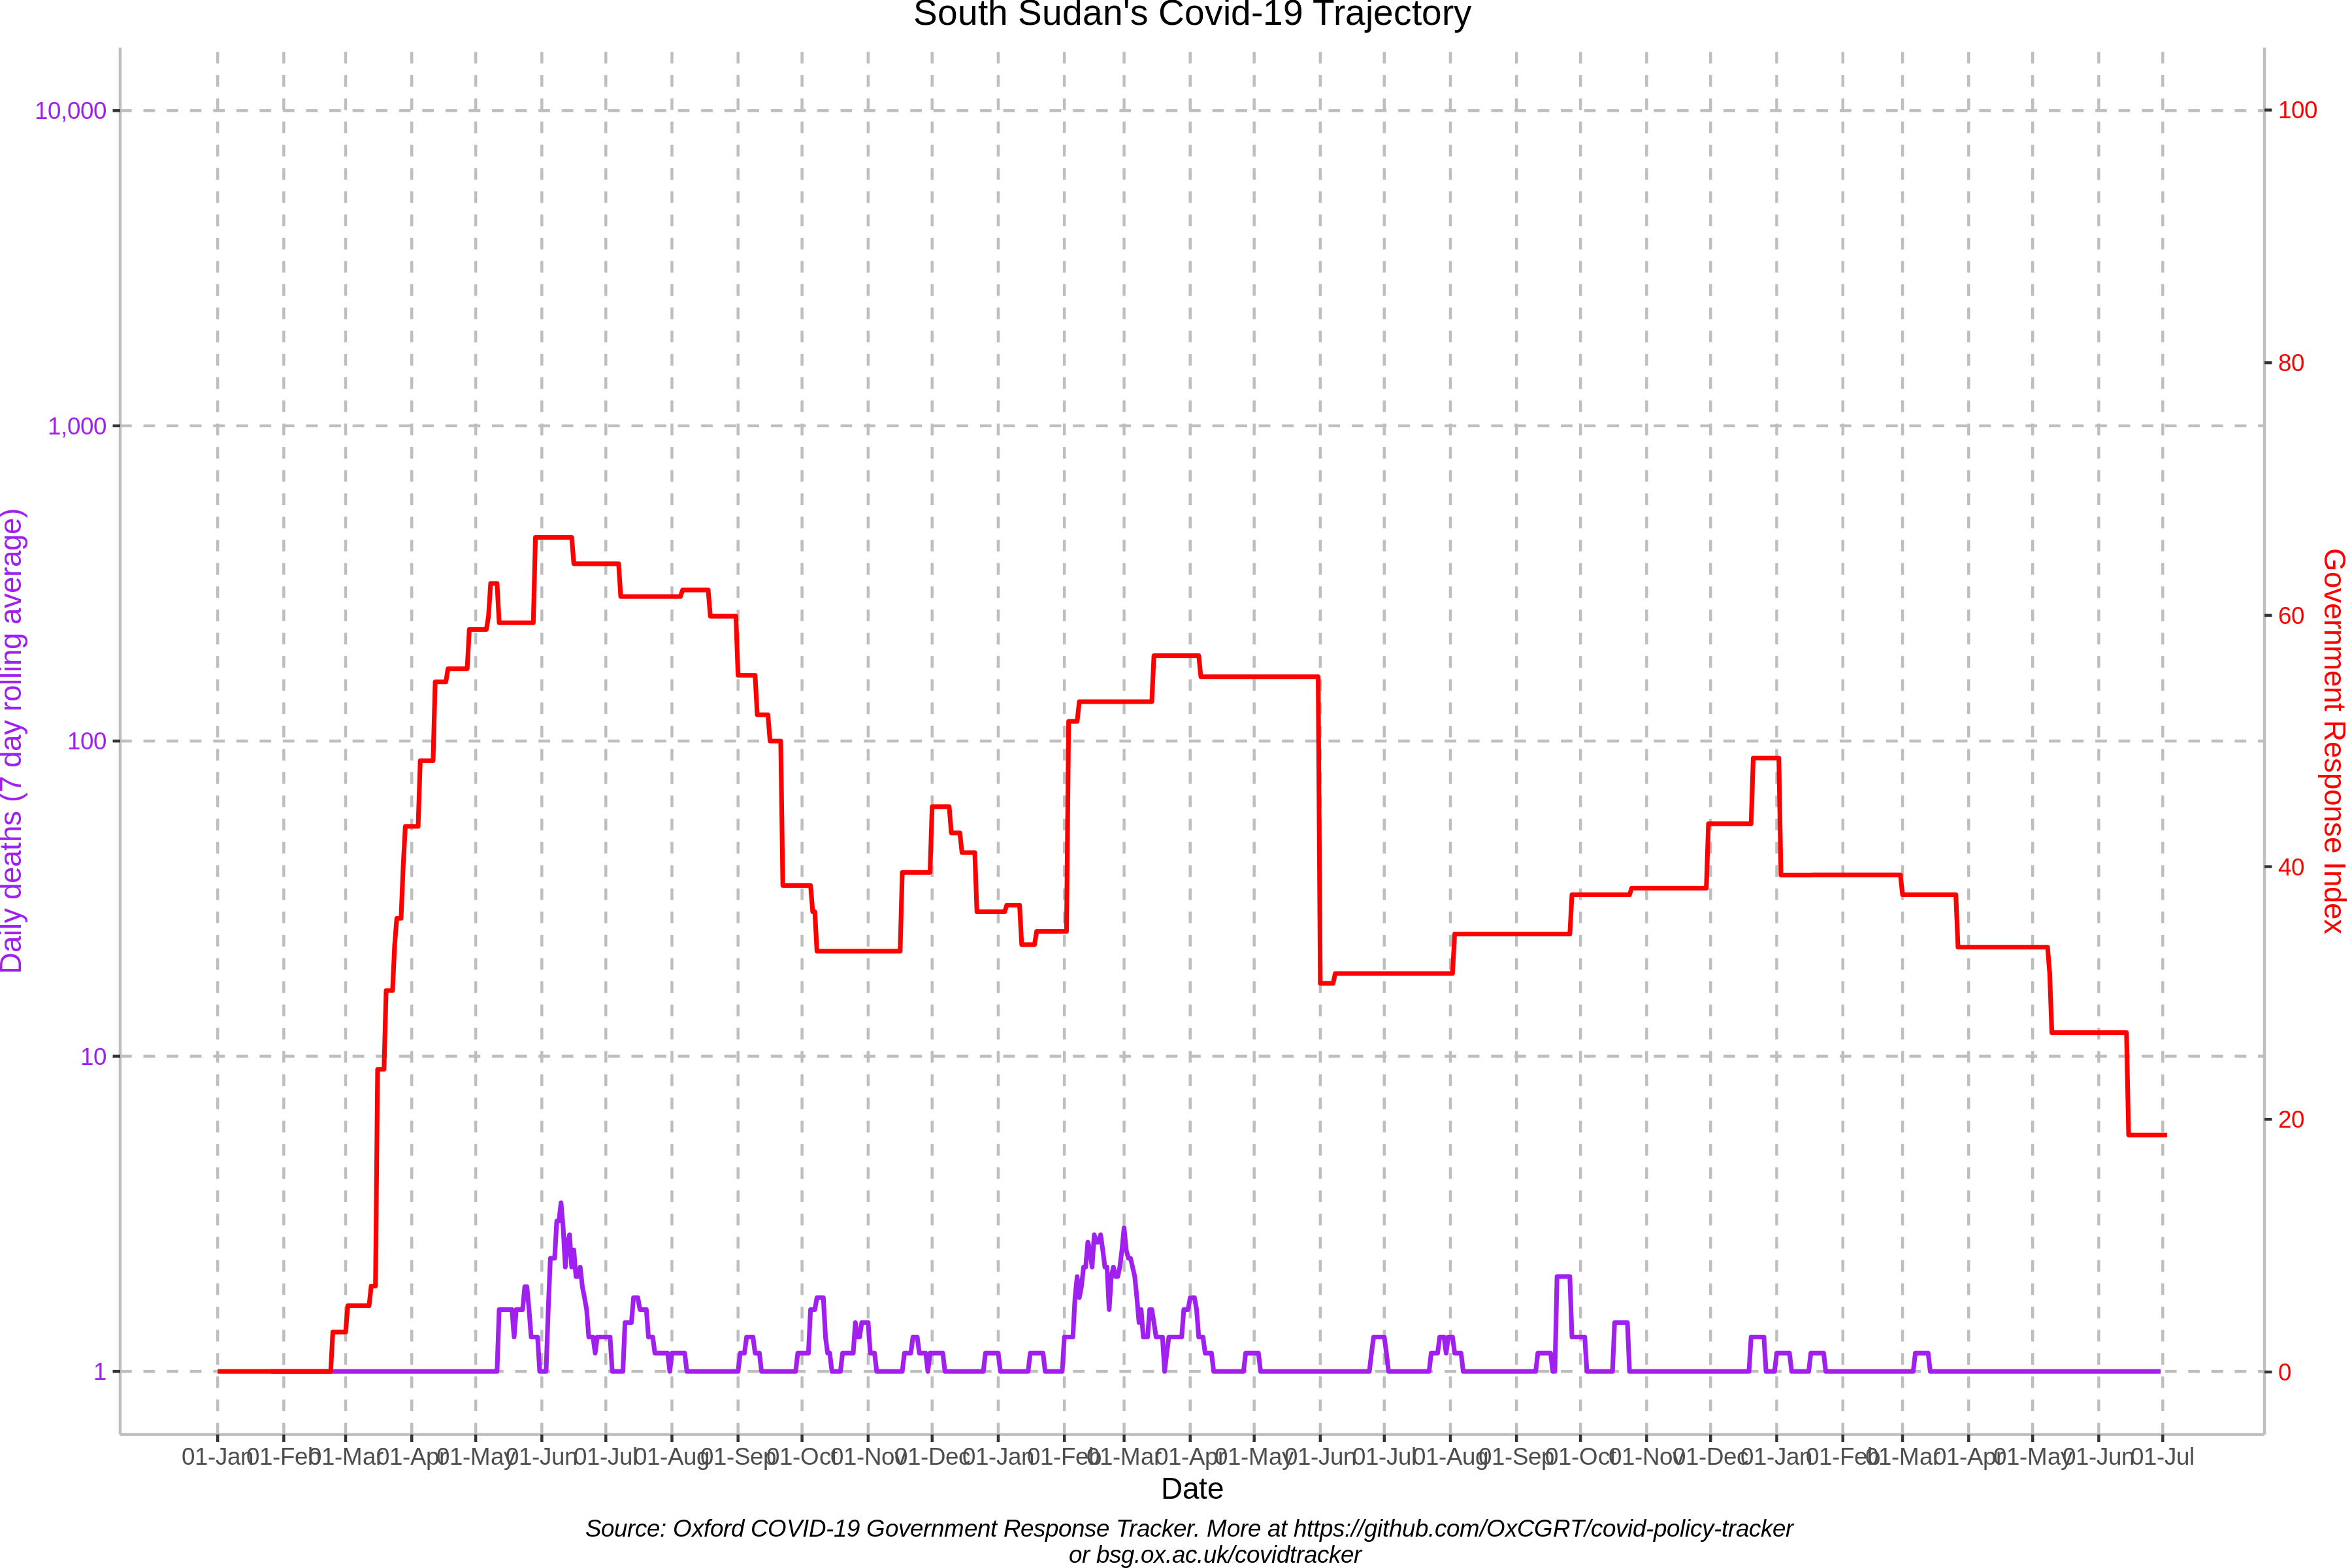 South Sudan's Covid-19 Trajectory
10,000
1,000
100
10
1
Daily deaths (7 day rolling average)
100
80
60
40
20
0
Government Response Index
01-Jan 01-Feb 01-Mar 01-Apr 01-May 01-Jun 01-Jul 01-Aug 01-Sep 01-Oct 01-Nov 01-Dec 01-Jan 01-Feb 01-Mar 01-Apr 01-May 01-Jun 01-Jul 01-Aug 01-Sep 01-Oct 01-Nov 01-Dec 01-Jan 01-Feb 01-Mar 01-Apr 01-May 01-Jun 01-Jul
Date
Source: Oxford COVID-19 Government Response Tracker. More at https://github.com/OxCGRT/covid-policy-tracker
or bsg.ox.ac.uk/covidtracker